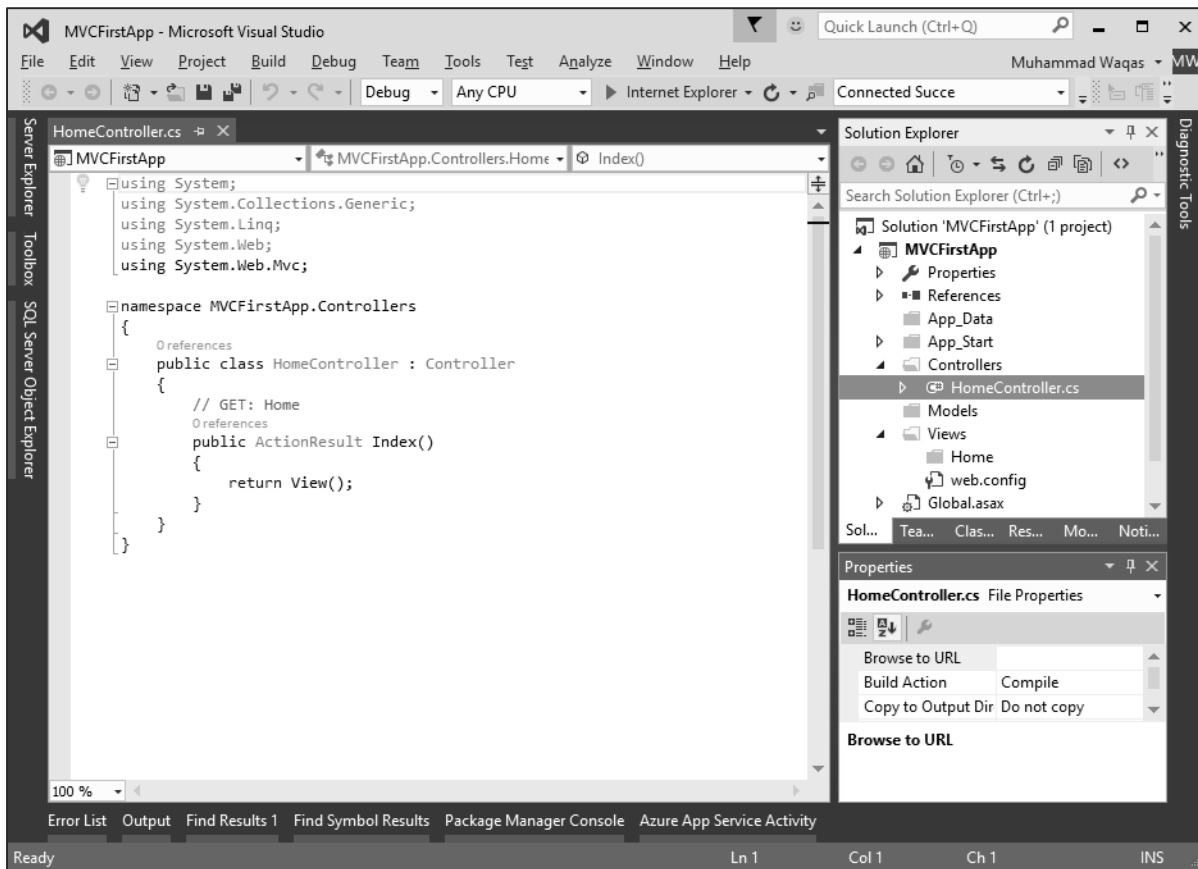 MVCFirstApp - Microsoft Visual Studio
Quick Launch (Ctrl+Q)
File Edit View Project Build Debug Team Tools Test Analyze Window Help
Muhammad Waqas
MW
Debug
Any CPU
Internet Explorer
Connected Succe
Server Explorer
Toolbox
SQL Server Object Explorer
HomeController.cs
MVCFirstApp
MVCFirstApp.Controllers.Home
Index()
using System;
using System.Collections.Generic;
using System.Linq;
using System.Web;
using System.Web.Mvc;
namespace MVCFirstApp.Controllers
{
0 references
public class HomeController : Controller
{
// GET: Home
0 references
public ActionResult Index()
{
return View();
}
}
}
100 %
Solution Explorer
Search Solution Explorer (Ctrl+;)
Solution 'MVCFirstApp' (1 project)
MVCFirstApp
Properties
References
App_Data
App_Start
Controllers
HomeController.cs
Models
Views
Home
web.config
Global.asax
Sol... Tea... Clas... Res... Mo... Noti...
Properties
HomeController.cs File Properties
Browse to URL
Build Action Compile
Copy to Output Dir Do not copy
Browse to URL
Diagnostic Tools
Error List Output Find Results 1 Find Symbol Results Package Manager Console Azure App Service Activity
Ready Ln 1 Col 1 Ch 1 INS